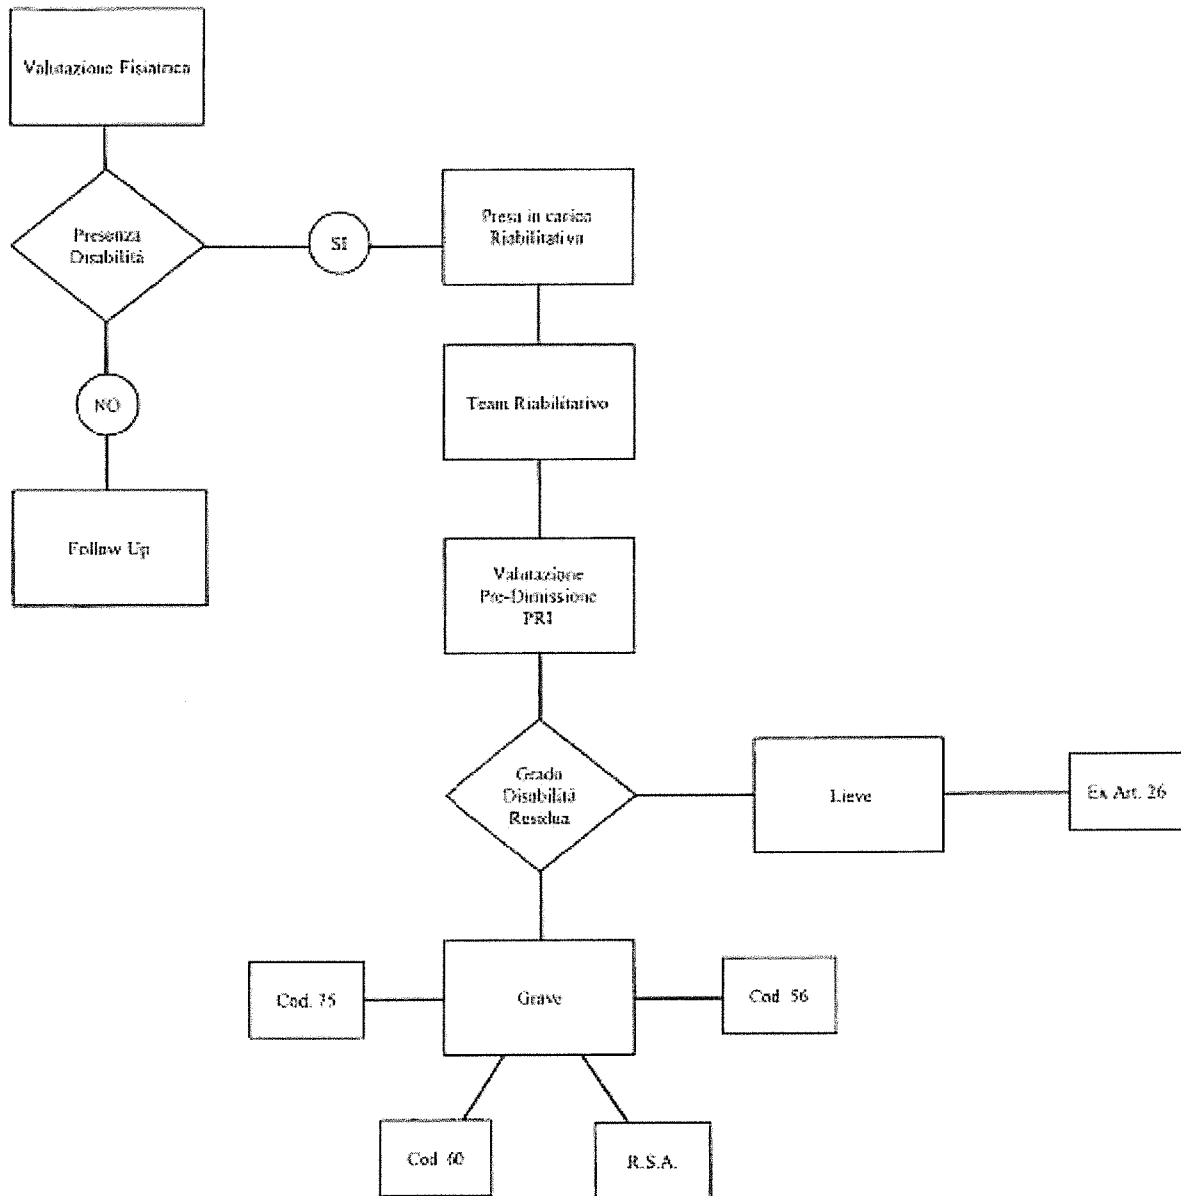 Valutazione Fisiatrica
Presenza
Disabilità
SI
Presa in carico
Riabilitativa
NO
Team Riabilitativo
Follow Up
Valutazione
Pre-Dimissione
PRI
Grado
Disabilità
Residua
Lieve
Ex Art. 26
Cod. 75
Grave
Cod 56
Cod 60
R.S.A.